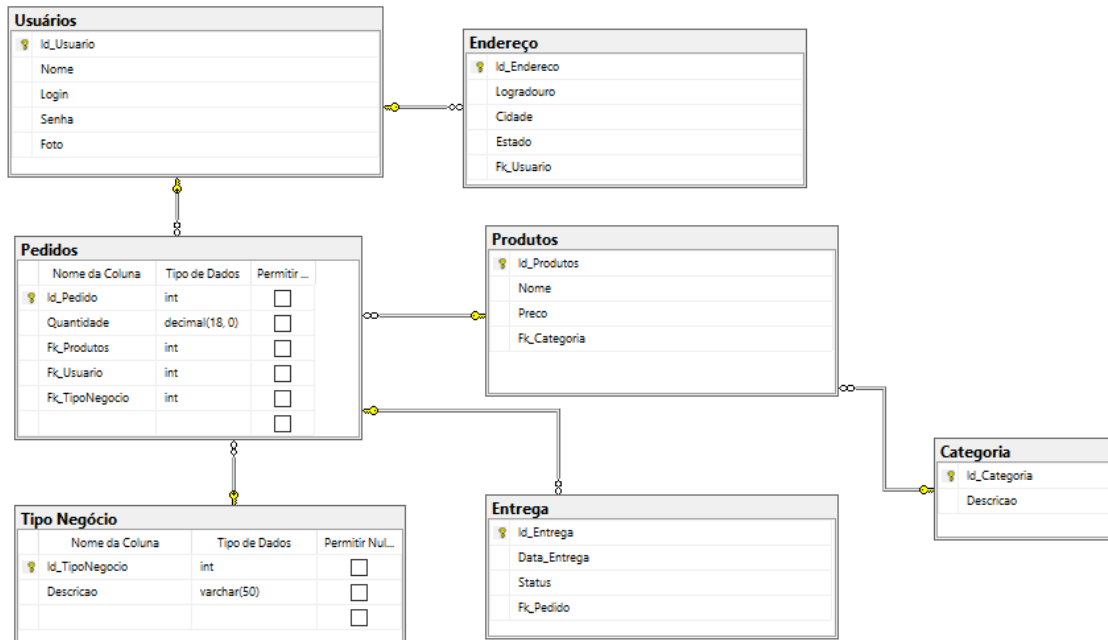 Usuários
Id_Usuario
Nome
Login
Senha
Foto
Endereço
Id_Endereco
Logradouro
Cidade
Estado
Fk_Usuario
Pedidos
Nome da Coluna Tipo de Dados Permitir ...
Id_Pedido int
Quantidade decimal(18, 0)
Fk_Produtos int
Fk_Usuario int
Fk_TipoNegocio int
Produtos
Id_Produtos
Nome
Preco
Fk_Categoria
Categoria
Id_Categoria
Descricao
Tipo Negócio
Nome da Coluna Tipo de Dados Permitir Nul...
Id_TipoNegocio int
Descricao varchar(50)
Entrega
Id_Entrega
Data_Entrega
Status
Fk_Pedido